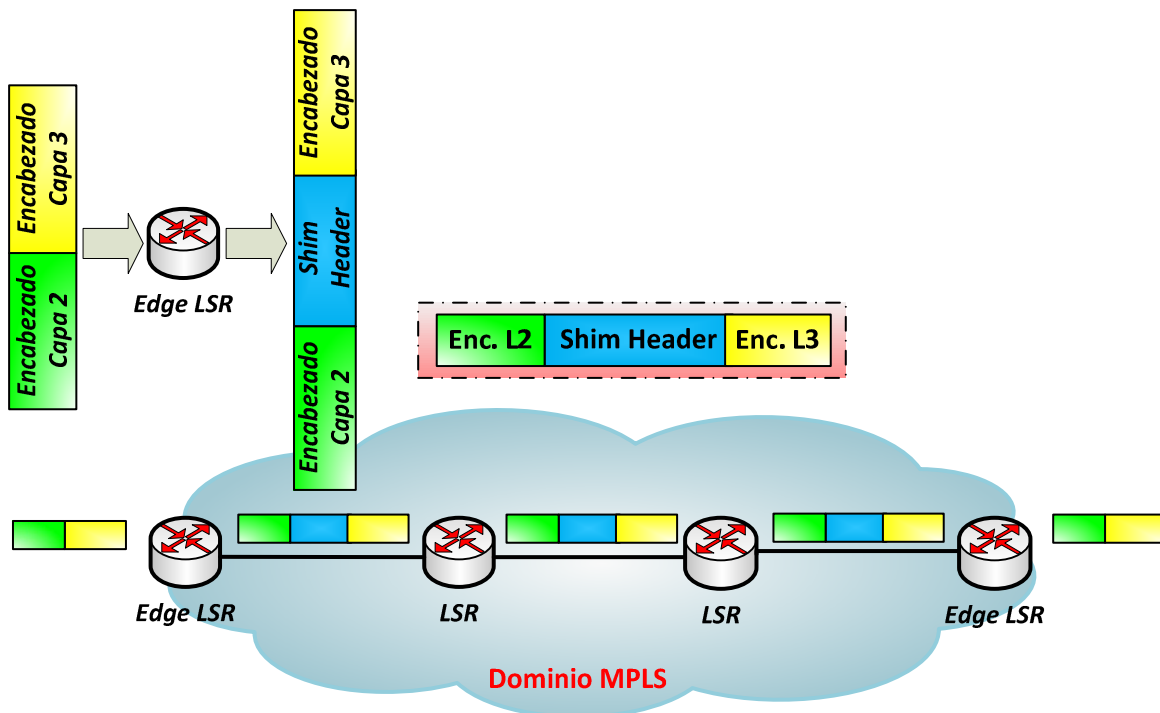 Encabezado
Capa 3
Encabezado
Capa 2
Edge LSR
Encabezado
Capa 3
Shim
Header
Encabezado
Capa 2
Enc. L2
Shim Header
Enc. L3
Edge LSR
LSR
LSR
Edge LSR
Dominio MPLS